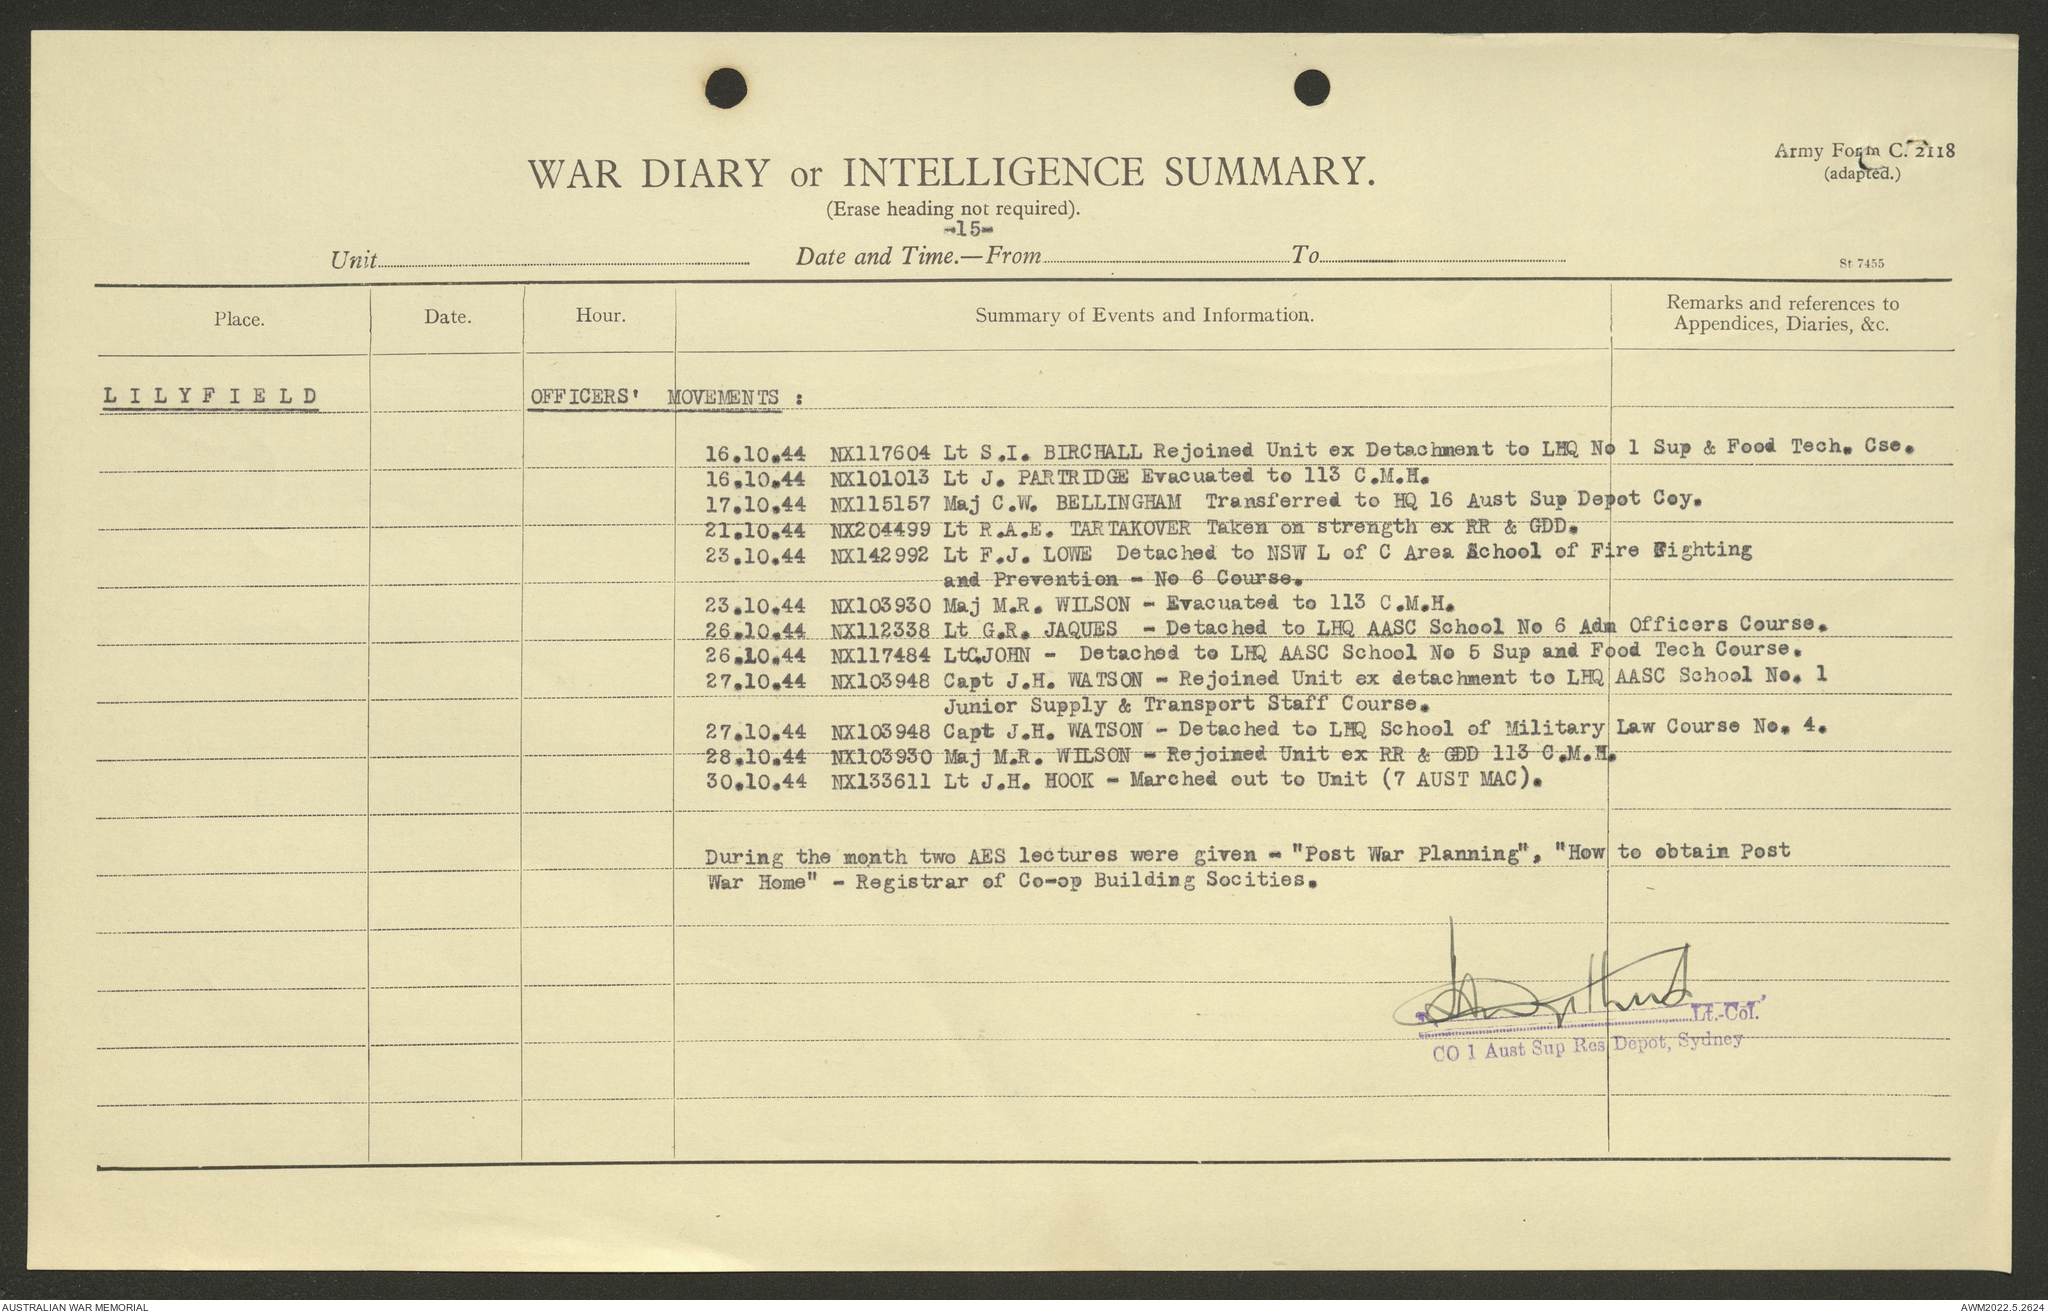 Army Form C. 2118
(adapted.)
WAR DIARY or INTELLIGENCE SUMMARY.
(Erase heading not required).
-15-
Unit Date and Time.—From To
St 7455
Place. Date. Hour. Summary of Events and Information. Remarks and references to
Appendices, Diaries, &c.
LILYFIELD OFFICERS' MOVEMENTS :
16.10.44 NX117604 Lt S.I. BIRCHALL Rejoined Unit ex Detachment to LHQ No 1 Sup & Food Tech. Cse.
16.10.44 NX101013 Lt J. PARTRIDGE Evacuated to 113 C.M.H.
17.10.44 NX115157 Maj C.W. BELLINGHAM Transferred to HQ 16 Aust Sup Depot Coy.
21.10.44 NX204499 Lt R.A.E. TARTAKOVER Taken on strength ex RR & GDD.
23.10.44 NX142992 Lt F.J. LOWE Detached to NSW L of C Area School of Fire Fighting
and Prevention - No 6 Course.
23.10.44 NX103930 Maj M.R. WILSON - Evacuated to 113 C.M.H.
26.10.44 NX112338 Lt G.R. JAQUES - Detached to LHQ AASC School No 6 Adm Officers Course.
26.10.44 NX117484 LtC.JOHN - Detached to LHQ AASC School No 5 Sup and Food Tech Course.
27.10.44 NX103948 Capt J.H. WATSON - Rejoined Unit ex detachment to LHQ AASC School No. 1
Junior Supply & Transport Staff Course.
27.10.44 NX103948 Capt J.H. WATSON - Detached to LHQ School of Military Law Course No. 4.
28.10.44 NX103930 Maj M.R. WILSON - Rejoined Unit ex RR & GDD 113 C.M.H.
30.10.44 NX133611 Lt J.H. HOOK - Marched out to Unit (7 AUST MAC).
During the month two AES lectures were given - "Post War Planning", "How to obtain Post
War Home" - Registrar of Co-op Building Socities.
Lt.-Col.
CO 1 Aust Sup Res Depot, Sydney
AUSTRALIAN WAR MEMORIAL
AWM2022.5.2624